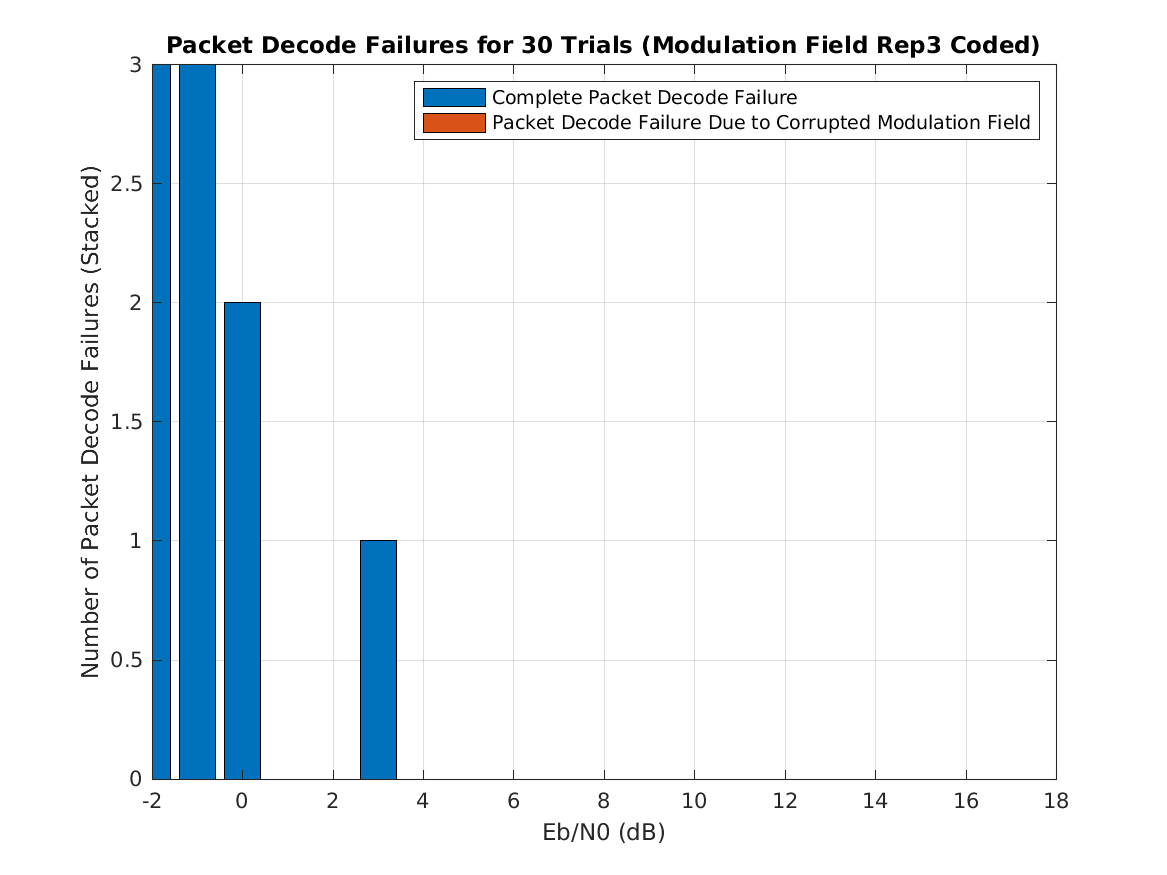 Packet Decode Failures for 30 Trials (Modulation Field Rep3 Coded)
Complete Packet Decode Failure
Packet Decode Failure Due to Corrupted Modulation Field
Number of Packet Decode Failures (Stacked)
3
2.5
2
1.5
1
0.5
0
-2 0 2 4 6 8 10 12 14 16 18
Eb/N0 (dB)